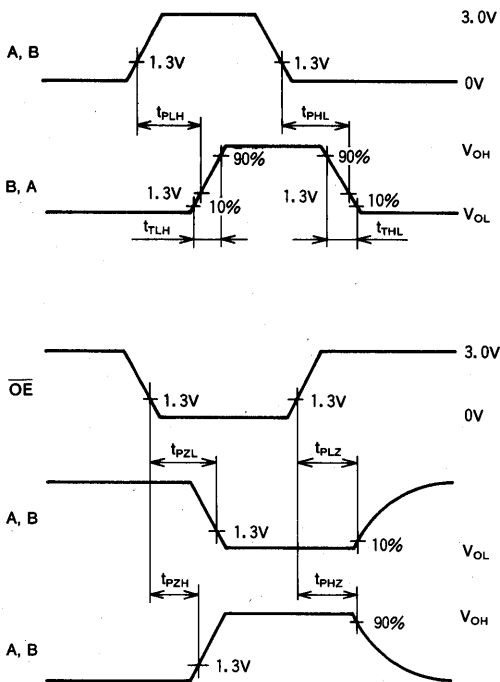 3.0V
A, B
1.3V
1.3V
0V
tPLH
tPHL
VOH
90%
90%
B, A
1.3V
1.3V
10%
10%
VOL
tTLH
tTHL
3.0V
OE
1.3V
1.3V
0V
tPZL
tPLZ
A, B
1.3V
10%
VOL
tPZH
tPHZ
VOH
90%
A, B
1.3V